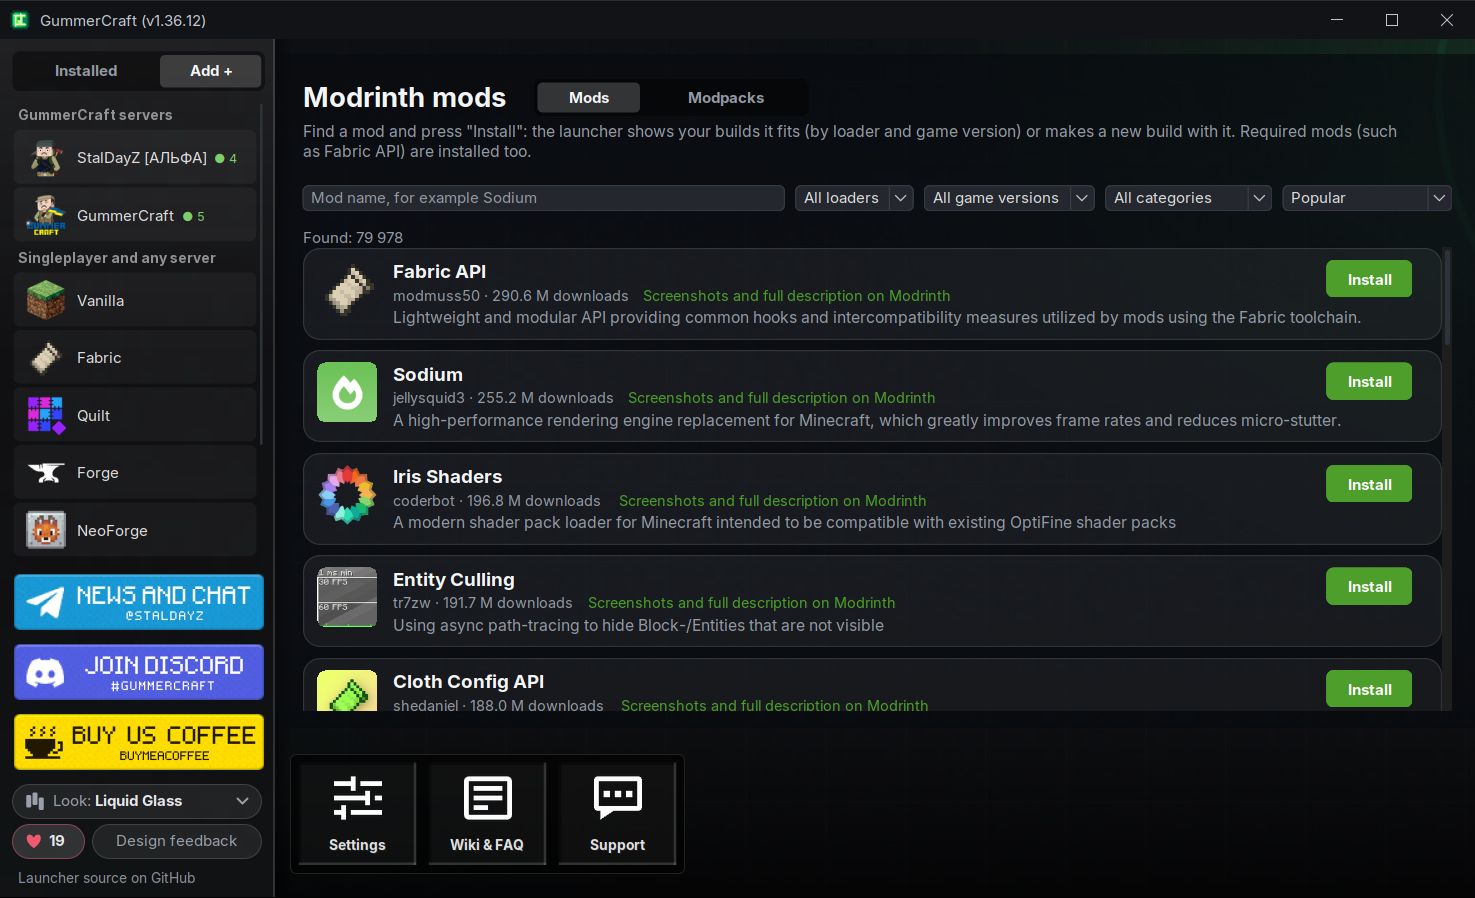 GummerCraft (v1.36.12)
Installed
Add +
GummerCraft servers
StalDayZ [АЛЬФА] 4
GummerCraft 5
GUMMER
CRAFT
Singleplayer and any server
Vanilla
Fabric
Quilt
Forge
NeoForge
NEWS AND CHAT
@STALDAYZ
JOIN DISCORD
#GUMMERCRAFT
BUY US COFFEE
BUYMEACOFFEE
Look: Liquid Glass
19
Design feedback
Launcher source on GitHub
Modrinth mods
Mods
Modpacks
Find a mod and press "Install": the launcher shows your builds it fits (by loader and game version) or makes a new build with it. Required mods (such
as Fabric API) are installed too.
Mod name, for example Sodium
All loaders
All game versions
All categories
Popular
Found: 79 978
Fabric API
modmuss50 · 290.6 M downloads Screenshots and full description on Modrinth
Lightweight and modular API providing common hooks and intercompatibility measures utilized by mods using the Fabric toolchain.
Install
Sodium
jellysquid3 · 255.2 M downloads Screenshots and full description on Modrinth
A high-performance rendering engine replacement for Minecraft, which greatly improves frame rates and reduces micro-stutter.
Install
Iris Shaders
coderbot · 196.8 M downloads Screenshots and full description on Modrinth
A modern shader pack loader for Minecraft intended to be compatible with existing OptiFine shader packs
Install
1 ms min
30 FPS
60 FPS
Entity Culling
tr7zw · 191.7 M downloads Screenshots and full description on Modrinth
Using async path-tracing to hide Block-/Entities that are not visible
Install
Cloth Config API
shedaniel · 188.0 M downloads Screenshots and full description on Modrinth
Install
Settings
Wiki & FAQ
Support